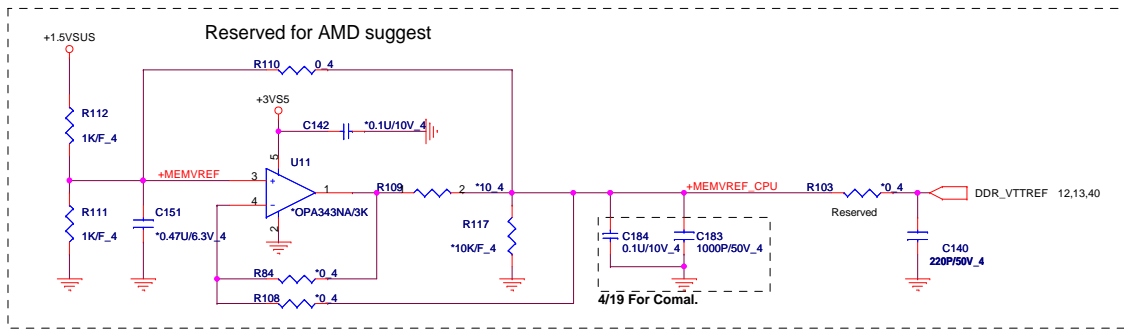 Reserved for AMD suggest
+1.5VSUS
R110 0_4
+3VS5
R112
1K/F_4
C142 *0.1U/10V_4
5
U11
+MEMVREF 3
+
1
R109 2 *10_4
+MEMVREF_CPU
R103 *0_4
DDR_VTTREF 12,13,40
4
-
R111
1K/F_4
C151
*0.47U/6.3V_4
2
*OPA343NA/3K
Reserved
R117
*10K/F_4
C184
0.1U/10V_4
C183
1000P/50V_4
C140
220P/50V_4
R84 *0_4
R108 *0_4
4/19 For Comal.